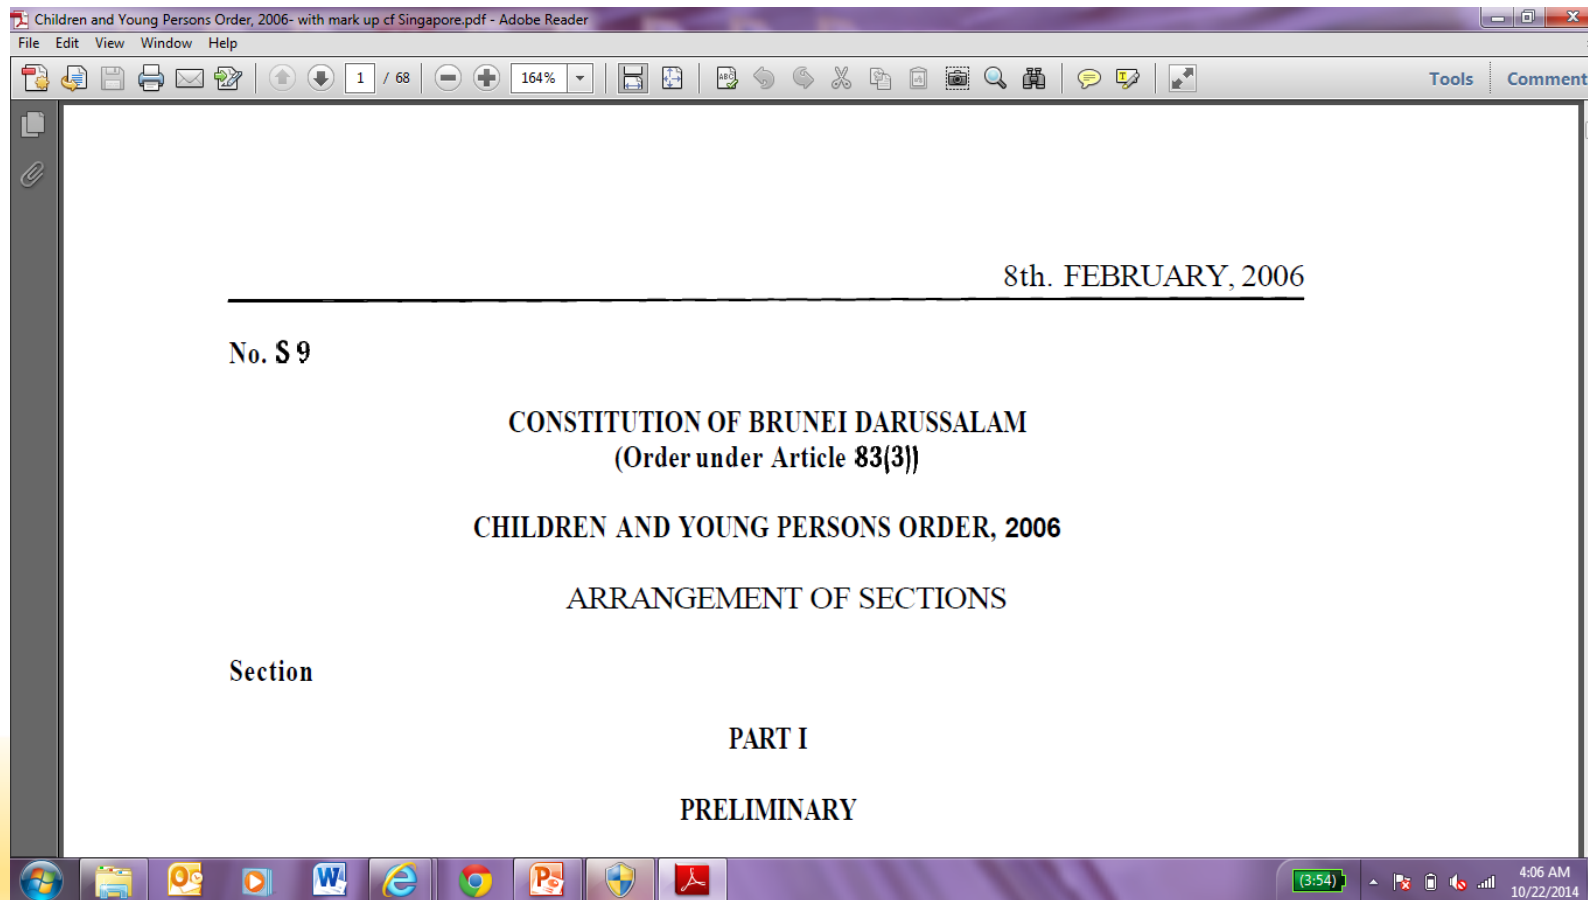 Children and Young Persons Order, 2006- with mark up cf Singapore.pdf - Adobe Reader
File Edit View Window Help
1 / 68 164% Tools Comment
8th. FEBRUARY, 2006
No. S 9
CONSTITUTION OF BRUNEI DARUSSALAM
(Order under Article 83(3))
CHILDREN AND YOUNG PERSONS ORDER, 2006
ARRANGEMENT OF SECTIONS
Section
PART I
PRELIMINARY
(3:54) 4:06 AM
10/22/2014